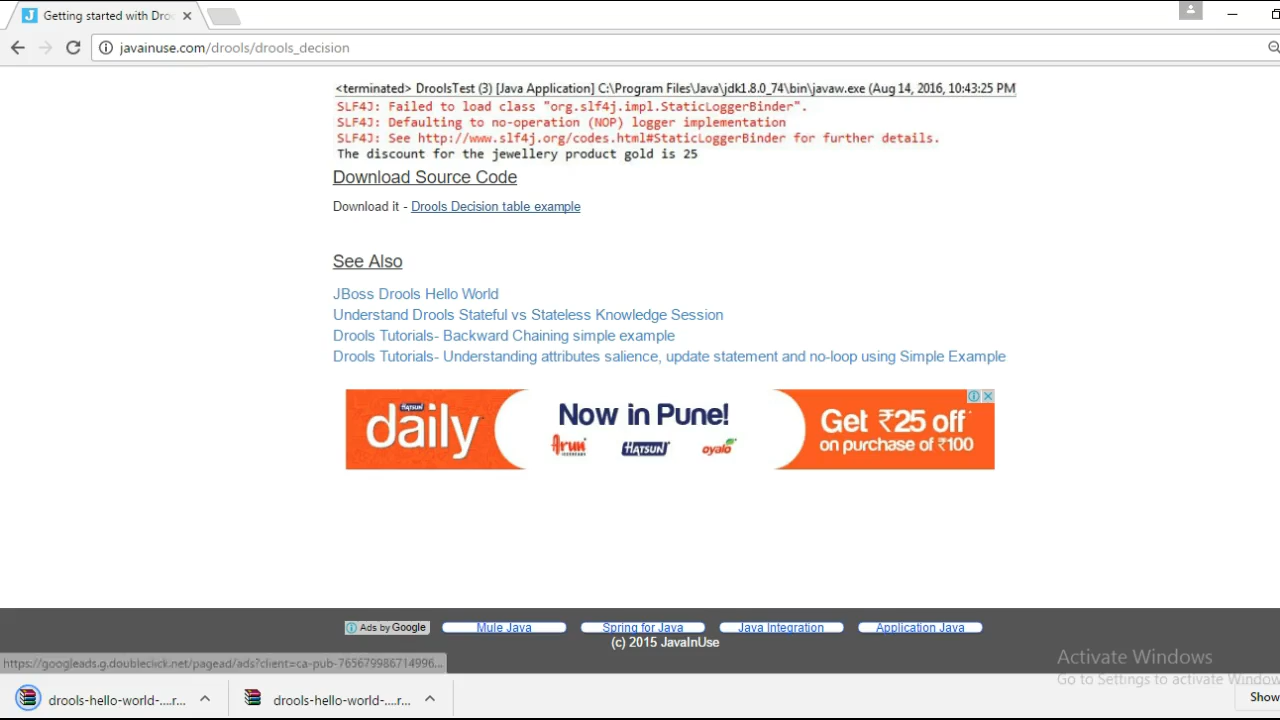 Getting started with Droo
javainuse.com/drools/drools_decision
<terminated> DroolsTest (3) [Java Application] C:\Program Files\Java\jdk1.8.0_74\bin\javaw.exe (Aug 14, 2016, 10:43:25 PM
SLF4J: Failed to load class "org.slf4j.impl.StaticLoggerBinder".
SLF4J: Defaulting to no-operation (NOP) logger implementation
SLF4J: See http://www.slf4j.org/codes.html#StaticLoggerBinder for further details.
The discount for the jewellery product gold is 25
Download Source Code
Download it - Drools Decision table example
See Also
JBoss Drools Hello World
Understand Drools Stateful vs Stateless Knowledge Session
Drools Tutorials- Backward Chaining simple example
Drools Tutorials- Understanding attributes salience, update statement and no-loop using Simple Example
HATSUN
daily
Now in Pune!
arun HATSUN oyalo
Get ₹25 off*
on purchase of ₹100
Ads by Google Mule Java Spring for Java Java Integration Application Java
(c) 2015 JavaInUse
https://googleads.g.doubleclick.net/pagead/ads?client=ca-pub-765679986714996...
Activate Windows
Go to Settings to activate Window
drools-hello-world-....r... drools-hello-world-....r... Show